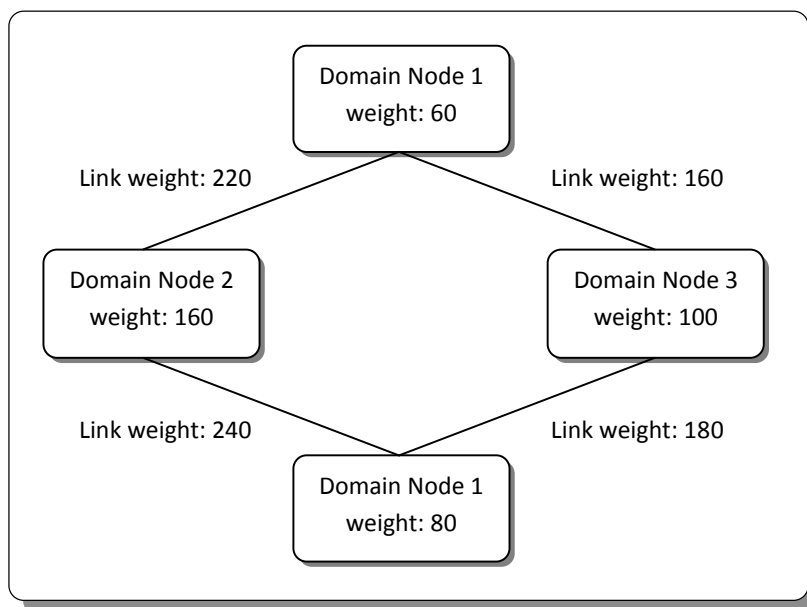 Domain Node 1
weight: 60
Link weight: 220
Link weight: 160
Domain Node 2
weight: 160
Domain Node 3
weight: 100
Link weight: 240
Link weight: 180
Domain Node 1
weight: 80